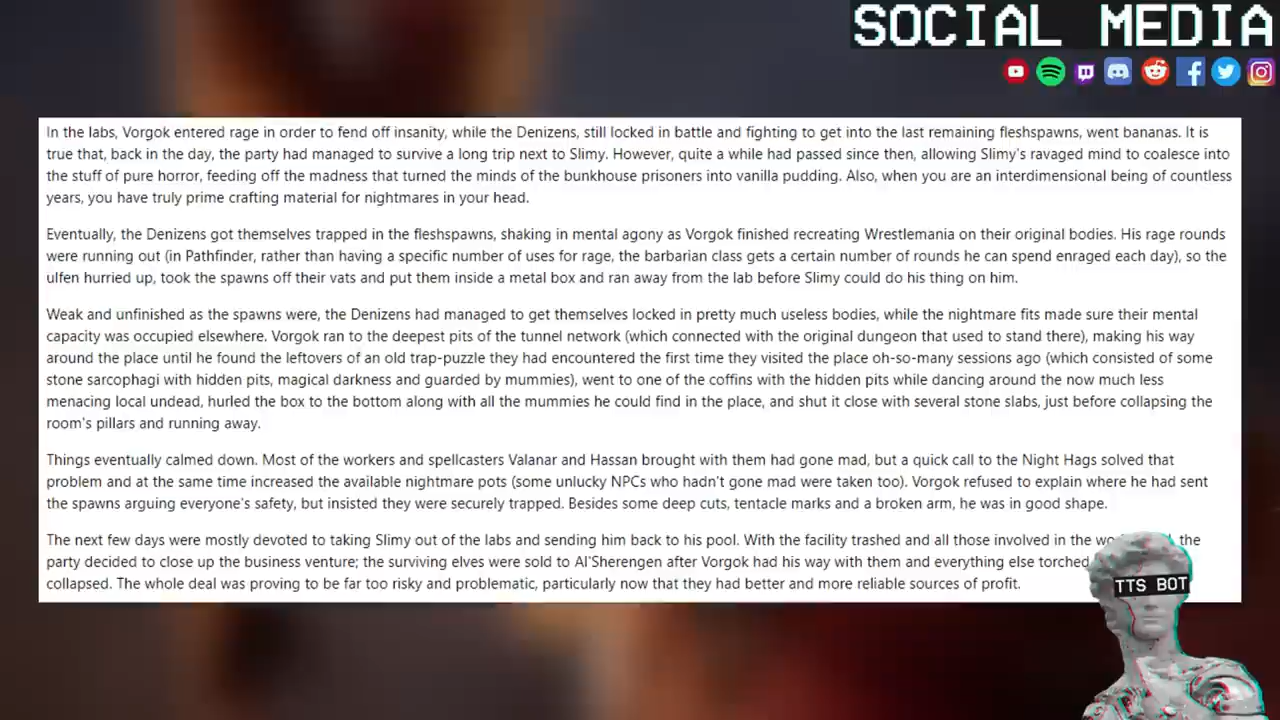 SOCIAL MEDIA
In the labs, Vorgok entered rage in order to fend off insanity, while the Denizens, still locked in battle and fighting to get into the last remaining fleshspawns, went bananas. It is
true that, back in the day, the party had managed to survive a long trip next to Slimy. However, quite a while had passed since then, allowing Slimy's ravaged mind to coalesce into
the stuff of pure horror, feeding off the madness that turned the minds of the bunkhouse prisoners into vanilla pudding. Also, when you are an interdimensional being of countless
years, you have truly prime crafting material for nightmares in your head.
Eventually, the Denizens got themselves trapped in the fleshspawns, shaking in mental agony as Vorgok finished recreating Wrestlemania on their original bodies. His rage rounds
were running out (in Pathfinder, rather than having a specific number of uses for rage, the barbarian class gets a certain number of rounds he can spend enraged each day), so the
ulfen hurried up, took the spawns off their vats and put them inside a metal box and ran away from the lab before Slimy could do his thing on him.
Weak and unfinished as the spawns were, the Denizens had managed to get themselves locked in pretty much useless bodies, while the nightmare fits made sure their mental
capacity was occupied elsewhere. Vorgok ran to the deepest pits of the tunnel network (which connected with the original dungeon that used to stand there), making his way
around the place until he found the leftovers of an old trap-puzzle they had encountered the first time they visited the place oh-so-many sessions ago (which consisted of some
stone sarcophagi with hidden pits, magical darkness and guarded by mummies), went to one of the coffins with the hidden pits while dancing around the now much less
menacing local undead, hurled the box to the bottom along with all the mummies he could find in the place, and shut it close with several stone slabs, just before collapsing the
room's pillars and running away.
Things eventually calmed down. Most of the workers and spellcasters Valanar and Hassan brought with them had gone mad, but a quick call to the Night Hags solved that
problem and at the same time increased the available nightmare pots (some unlucky NPCs who hadn't gone mad were taken too). Vorgok refused to explain where he had sent
the spawns arguing everyone's safety, but insisted they were securely trapped. Besides some deep cuts, tentacle marks and a broken arm, he was in good shape.
The next few days were mostly devoted to taking Slimy out of the labs and sending him back to his pool. With the facility trashed and all those involved in the the
party decided to close up the business venture; the surviving elves were sold to Al'Sherengen after Vorgok had his way with them and everything else torched
collapsed. The whole deal was proving to be far too risky and problematic, particularly now that they had better and more reliable sources of profit.
TTS BOT